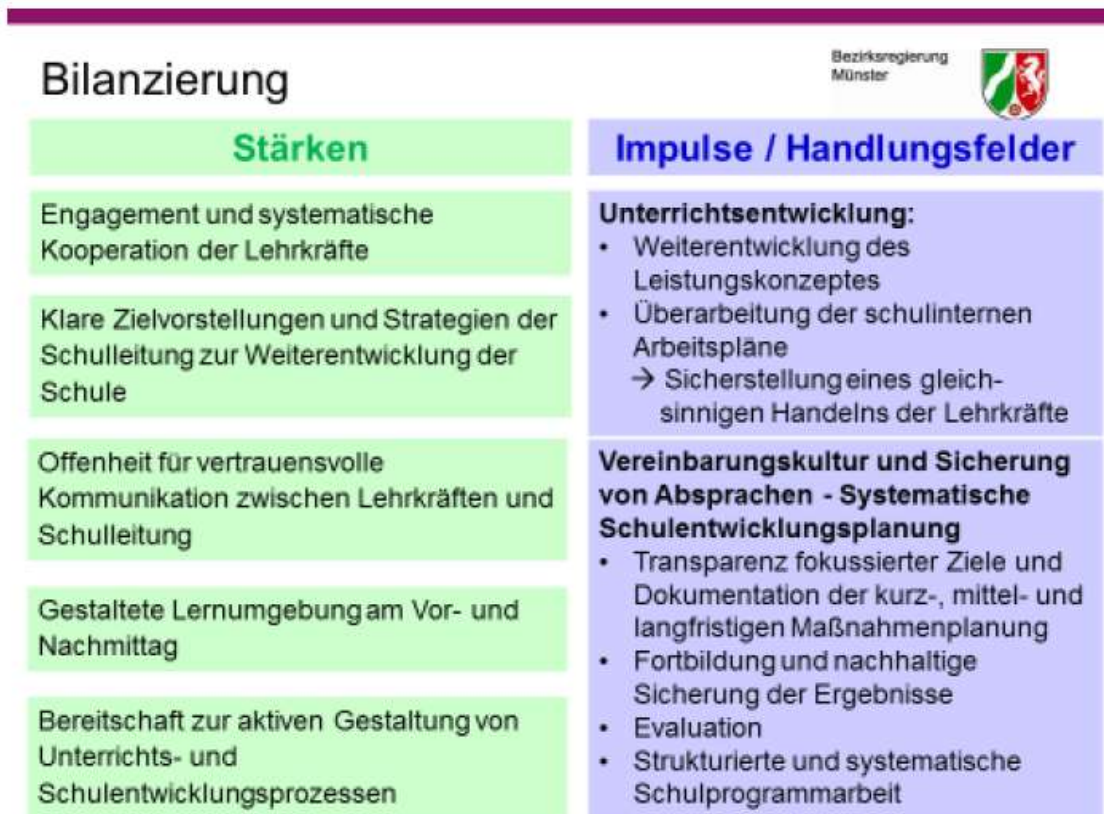 Bilanzierung
Bezirksregierung
Münster
Stärken
Engagement und systematische
Kooperation der Lehrkräfte
Klare Zielvorstellungen und Strategien der
Schulleitung zur Weiterentwicklung der
Schule
Offenheit für vertrauensvolle
Kommunikation zwischen Lehrkräften und
Schulleitung
Gestaltete Lernumgebung am Vor- und
Nachmittag
Bereitschaft zur aktiven Gestaltung von
Unterrichts- und
Schulentwicklungsprozessen
Impulse / Handlungsfelder
Unterrichtsentwicklung:
• Weiterentwicklung des
Leistungskonzeptes
• Überarbeitung der schulinternen
Arbeitspläne
→ Sicherstellung eines gleich-
sinnigen Handelns der Lehrkräfte
Vereinbarungskultur und Sicherung
von Absprachen - Systematische
Schulentwicklungsplanung
• Transparenz fokussierter Ziele und
Dokumentation der kurz-, mittel- und
langfristigen Maßnahmenplanung
• Fortbildung und nachhaltige
Sicherung der Ergebnisse
• Evaluation
• Strukturierte und systematische
Schulprogrammarbeit